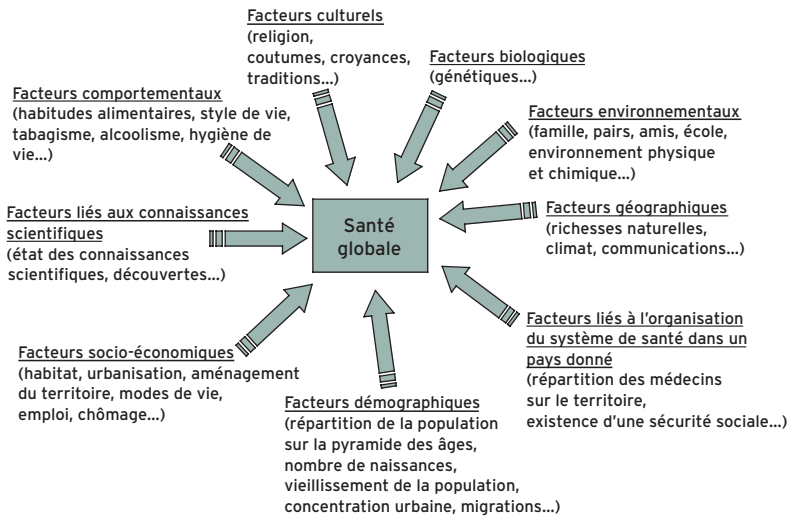 Facteurs culturels
(religion,
coutumes, croyances,
traditions...)
Facteurs biologiques
(génétiques...)
Facteurs comportementaux
(habitudes alimentaires, style de vie,
tabagisme, alcoolisme, hygiène de
vie...)
Facteurs environnementaux
(famille, pairs, amis, école,
environnement physique
et chimique...)
Facteurs liés aux connaissances
scientifiques
(état des connaissances
scientifiques, découvertes...)
Santé
globale
Facteurs géographiques
(richesses naturelles,
climat, communications...)
Facteurs socio-économiques
(habitat, urbanisation, aménagement
du territoire, modes de vie,
emploi, chômage...)
Facteurs démographiques
(répartition de la population
sur la pyramide des âges,
nombre de naissances,
vieillissement de la population,
concentration urbaine, migrations...)
Facteurs liés à l'organisation
du système de santé dans un
pays donné
(répartition des médecins
sur le territoire,
existence d'une sécurité sociale...)